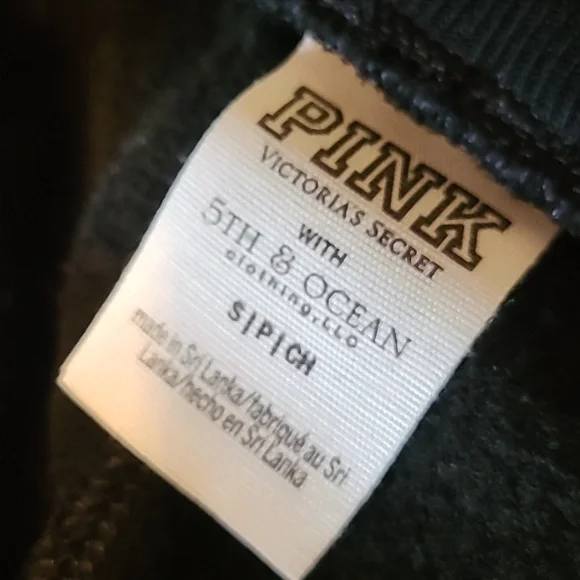 PINK
VICTORIA'S SECRET
WITH
5TH & OCEAN
clothing, LLC
S|P|CH
made in Sri Lanka/fabriqué au Sri
Lanka/hecho en Sri Lanka